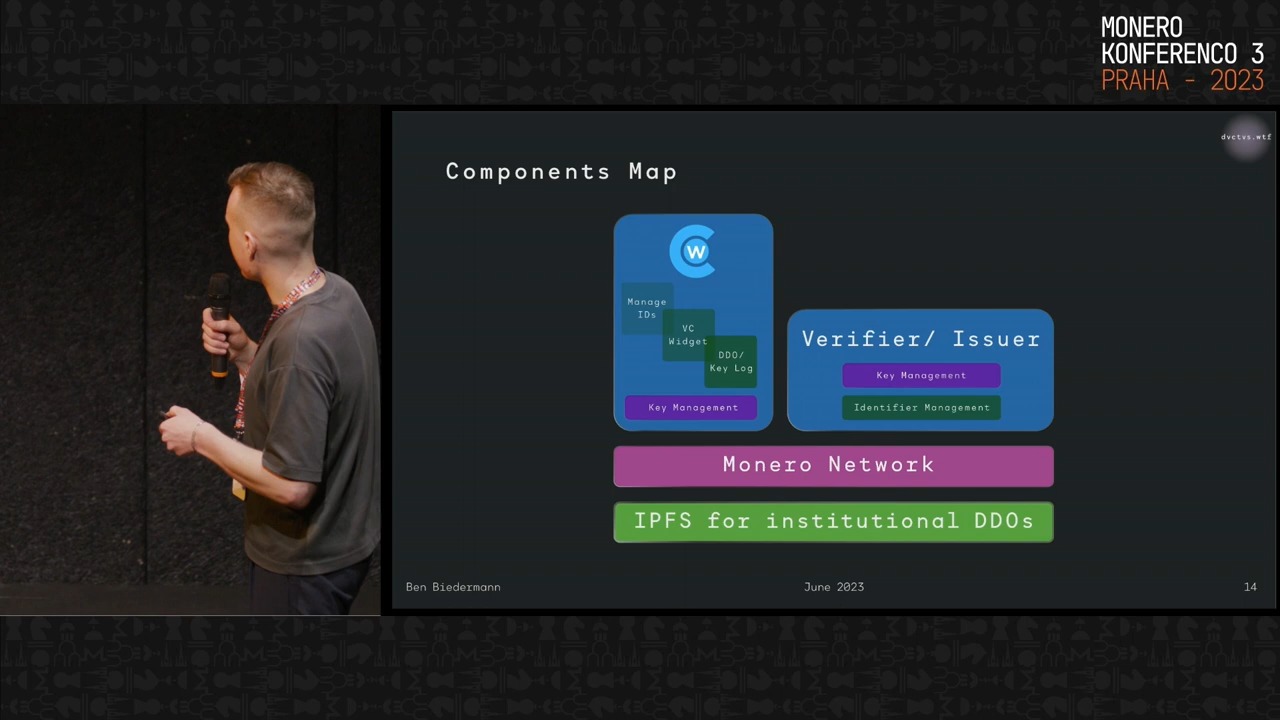 MONERO
KONFERENCO 3
PRAHA - 2023
dvctvs.wtf
Components Map
W
Manage
IDs
VC
Widget
DDO/
Key Log
Key Management
Verifier/ Issuer
Key Management
Identifier Management
Monero Network
IPFS for institutional DDOs
Ben Biedermann
June 2023
14